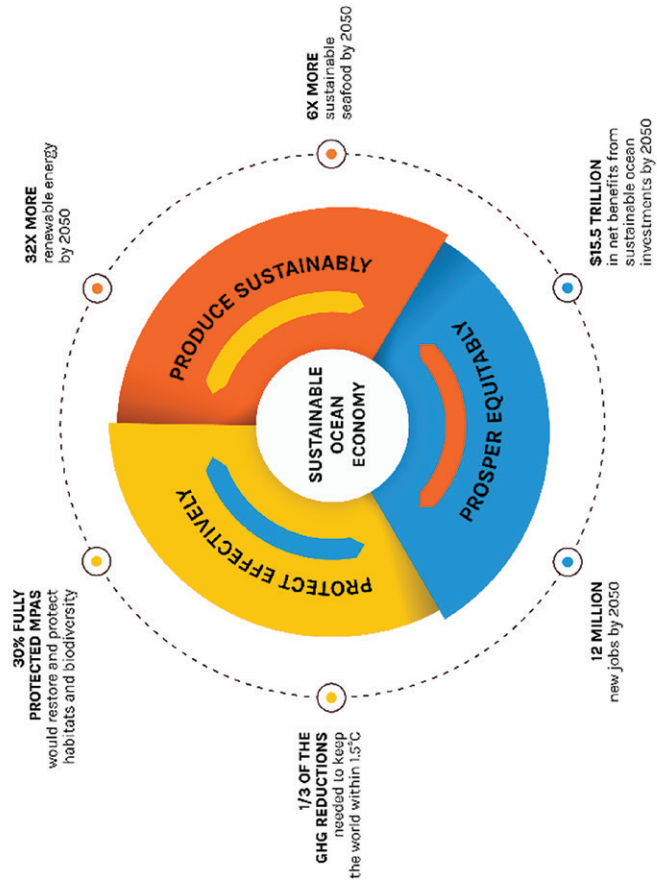 30% FULLY
PROTECTED MPAS
would restore and protect
habitats and biodiversity
32X MORE
renewable energy
by 2050
1/3 OF THE
GHG REDUCTIONS
needed to keep
the world within 1.5°C
PROTECT EFFECTIVELY
PRODUCE SUSTAINABLY
SUSTAINABLE
OCEAN
ECONOMY
PROSPER EQUITABLY
6X MORE
sustainable
seafood by 2050
12 MILLION
new jobs by 2050
$15.5 TRILLION
in net benefits from
sustainable ocean
investments by 2050